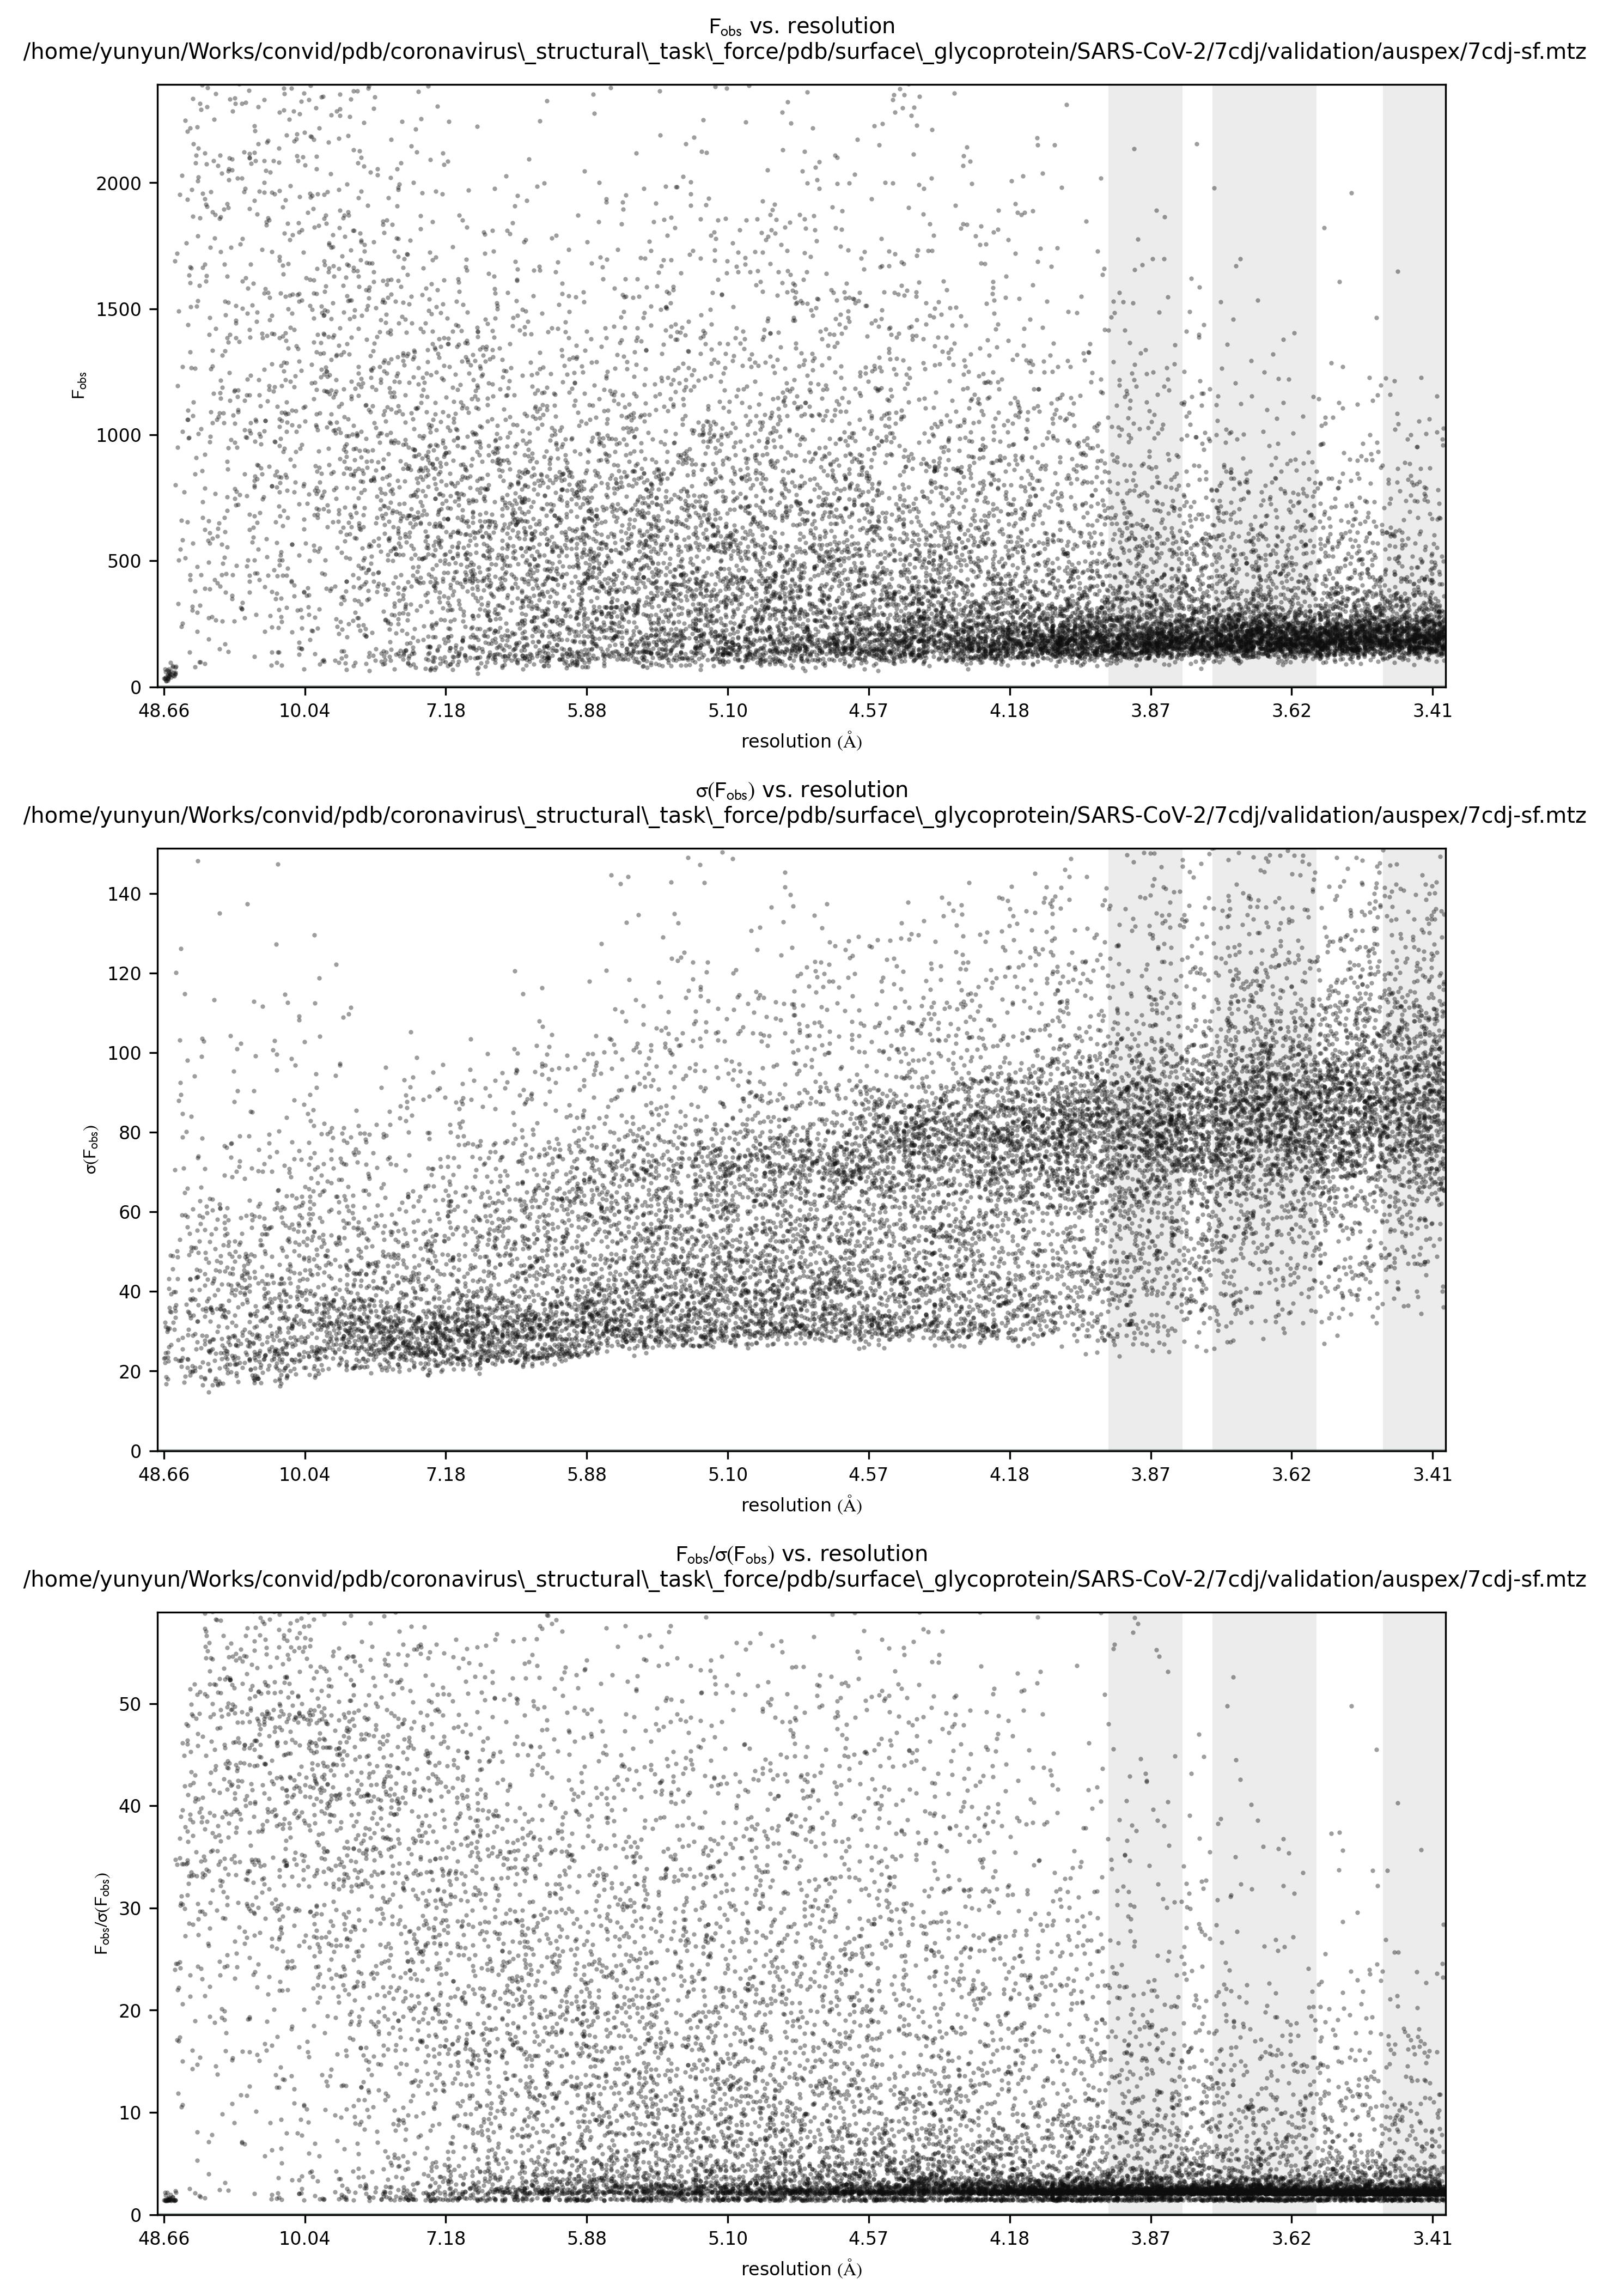 Fobs vs. resolution
/home/yunyun/Works/convid/pdb/coronavirus\_structural\_task\_force/pdb/surface\_glycoprotein/SARS-CoV-2/7cdj/validation/auspex/7cdj-sf.mtz
2000
1500
1000
500
0
Fobs
48.66 10.04 7.18 5.88 5.10 4.57 4.18 3.87 3.62 3.41
resolution (Å)
σ(Fobs) vs. resolution
/home/yunyun/Works/convid/pdb/coronavirus\_structural\_task\_force/pdb/surface\_glycoprotein/SARS-CoV-2/7cdj/validation/auspex/7cdj-sf.mtz
140
120
100
80
60
40
20
0
σ(Fobs)
48.66 10.04 7.18 5.88 5.10 4.57 4.18 3.87 3.62 3.41
resolution (Å)
Fobs/σ(Fobs) vs. resolution
/home/yunyun/Works/convid/pdb/coronavirus\_structural\_task\_force/pdb/surface\_glycoprotein/SARS-CoV-2/7cdj/validation/auspex/7cdj-sf.mtz
50
40
30
20
10
0
Fobs/σ(Fobs)
48.66 10.04 7.18 5.88 5.10 4.57 4.18 3.87 3.62 3.41
resolution (Å)